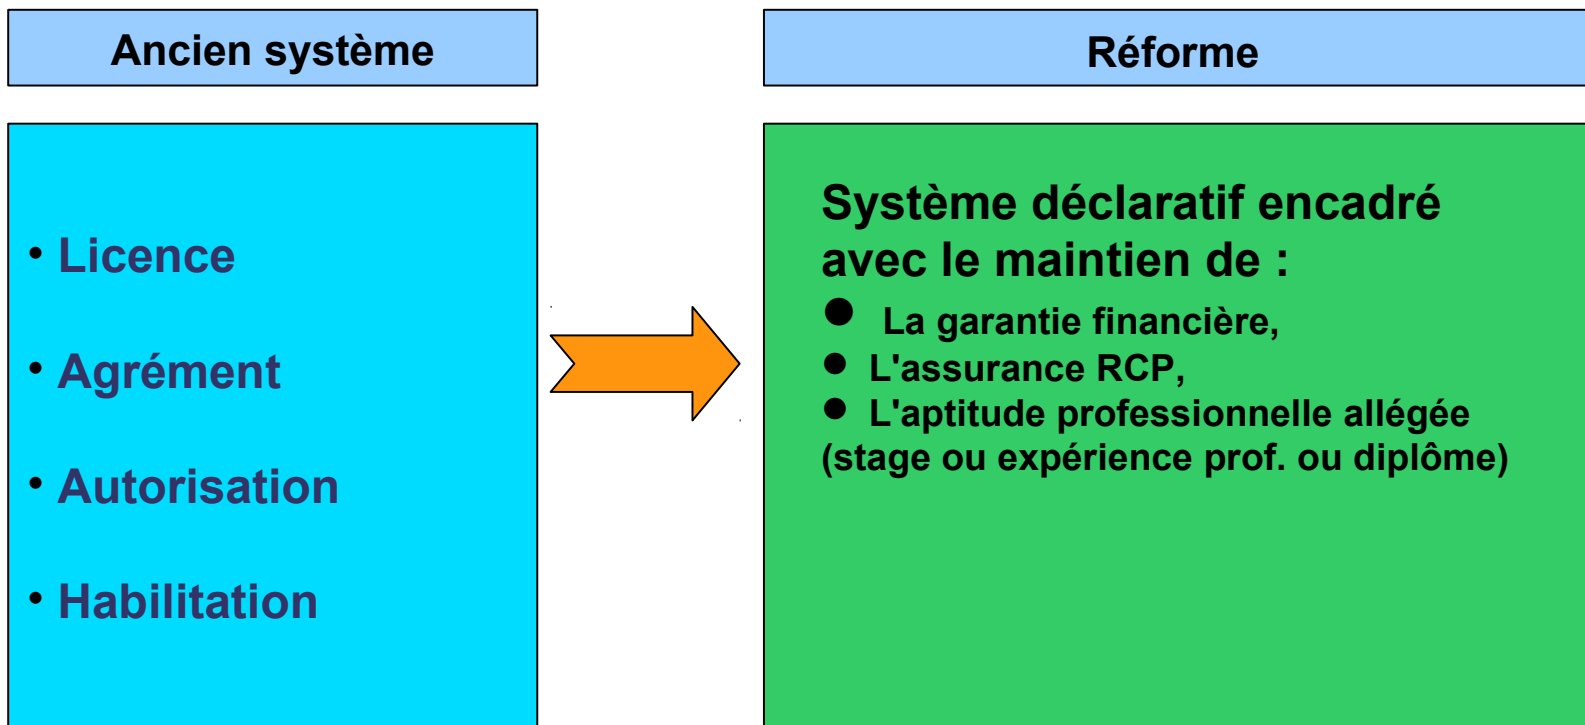 Ancien système
Réforme
• Licence
• Agrément
• Autorisation
• Habilitation
Système déclaratif encadré
avec le maintien de :
● La garantie financière,
● L'assurance RCP,
● L'aptitude professionnelle allégée
(stage ou expérience prof. ou diplôme)